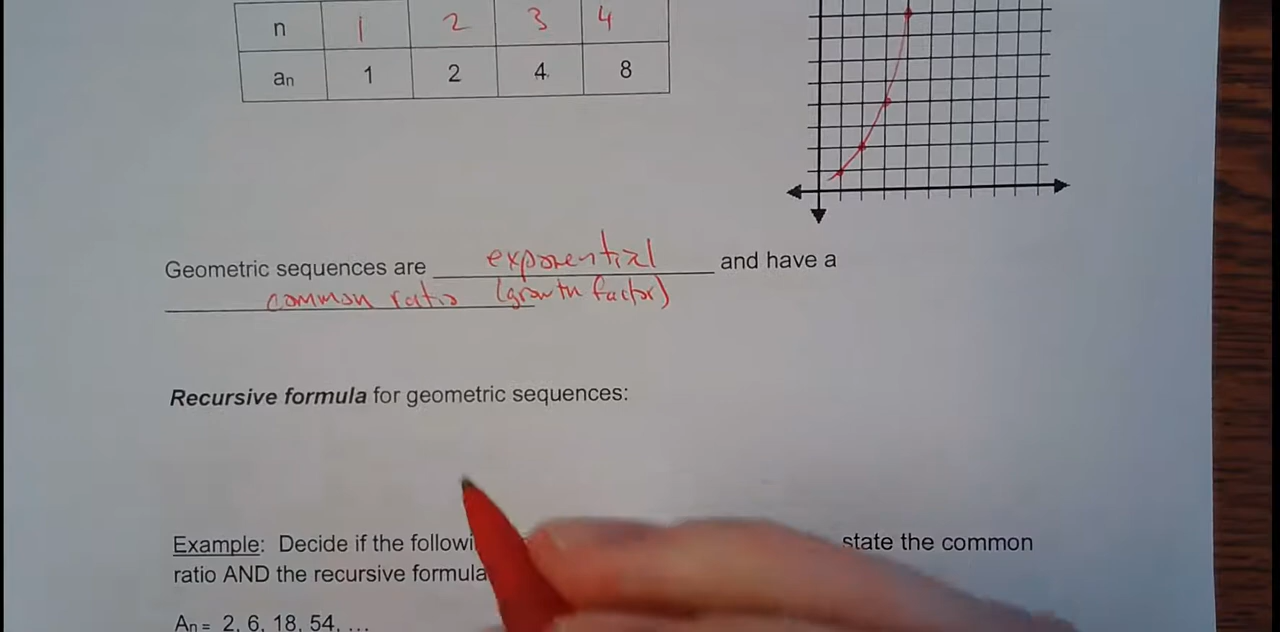 n 1 2 3 4
an 1 2 4 8
Geometric sequences are exponential and have a
common ratio (growth factor)
Recursive formula for geometric sequences:
Example: Decide if the followi state the common
ratio AND the recursive formula
An = 2, 6, 18, 54, ...